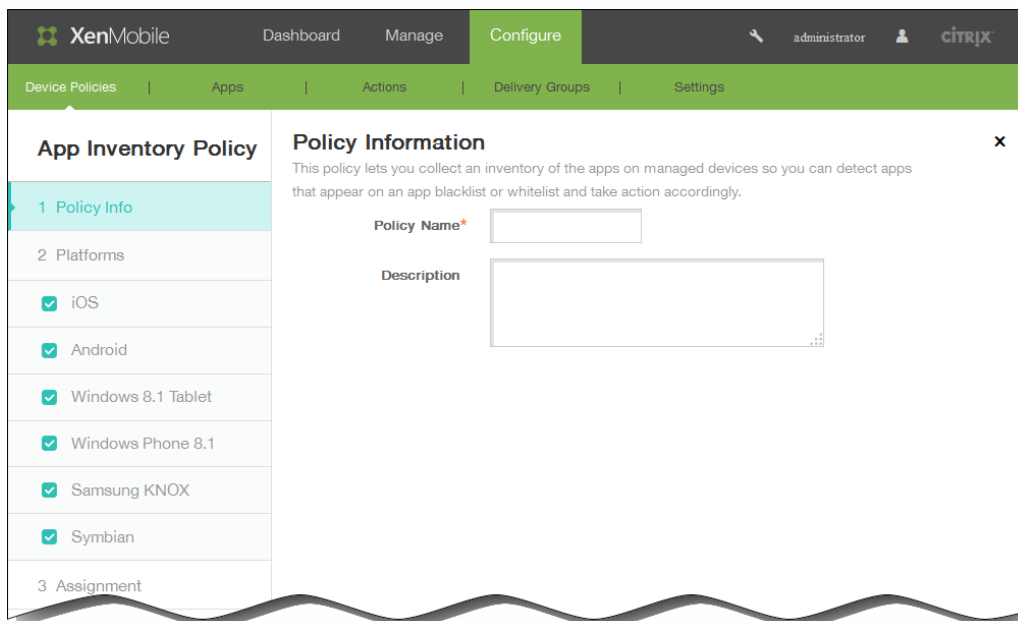 XenMobile Dashboard Manage Configure administrator CITRIX
Device Policies | Apps | Actions | Delivery Groups | Settings
App Inventory Policy
1 Policy Info
2 Platforms
iOS
Android
Windows 8.1 Tablet
Windows Phone 8.1
Samsung KNOX
Symbian
3 Assignment
Policy Information x
This policy lets you collect an inventory of the apps on managed devices so you can detect apps
that appear on an app blacklist or whitelist and take action accordingly.
Policy Name*
Description